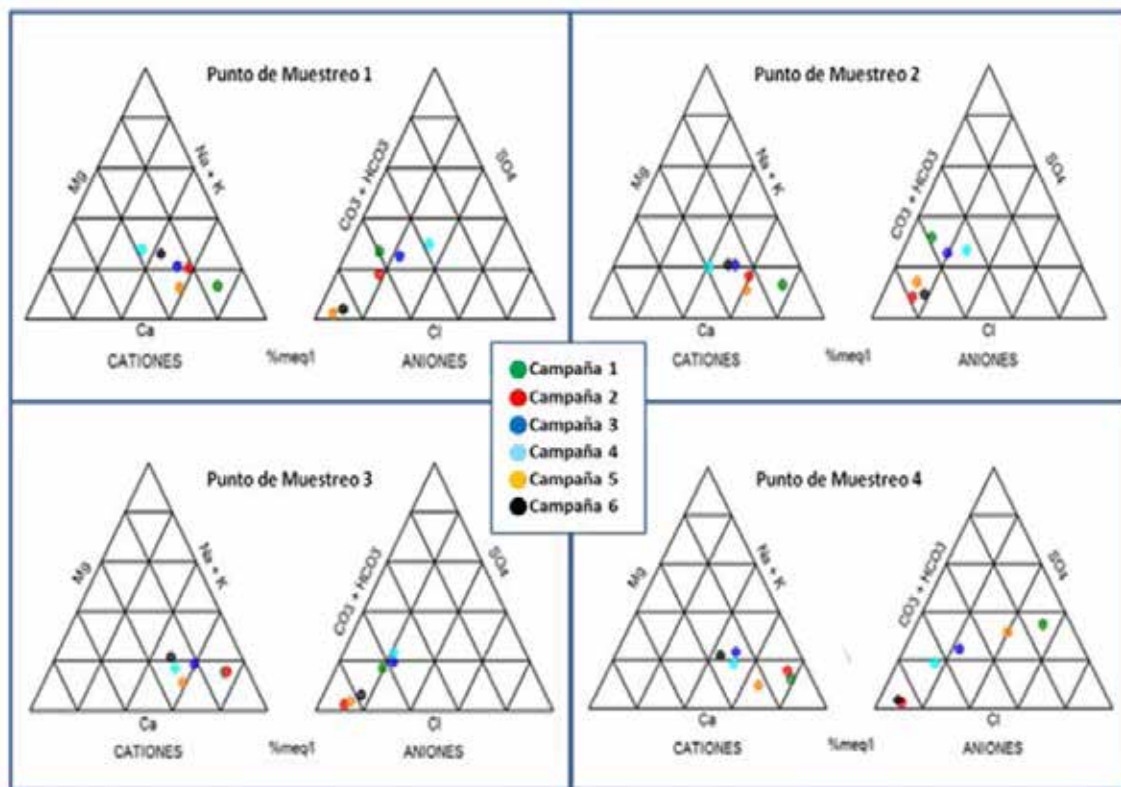 Punto de Muestreo 1
Mg
Na + K
CO3 + HCO3
SO4
Ca
Cl
CATIONES
%meq1
ANIONES
Punto de Muestreo 2
Mg
Na + K
CO3 + HCO3
SO4
Ca
Cl
CATIONES
%meq1
ANIONES
Campaña 1
Campaña 2
Campaña 3
Campaña 4
Campaña 5
Campaña 6
Punto de Muestreo 3
Mg
Na + K
CO3 + HCO3
SO4
Ca
Cl
CATIONES
%meq1
ANIONES
Punto de Muestreo 4
Mg
Na + K
CO3 + HCO3
SO4
Ca
Cl
CATIONES
%meq1
ANIONES